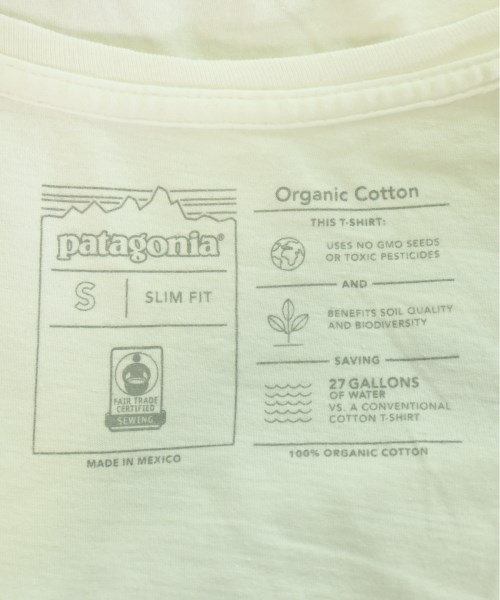 patagonia®
S
SLIM FIT
FAIR TRADE
CERTIFIED
SEWING
MADE IN MEXICO
Organic Cotton
THIS T-SHIRT:
USES NO GMO SEEDS
OR TOXIC PESTICIDES
AND
BENEFITS SOIL QUALITY
AND BIODIVERSITY
SAVING
27 GALLONS
OF WATER
VS. A CONVENTIONAL
COTTON T-SHIRT
100% ORGANIC COTTON